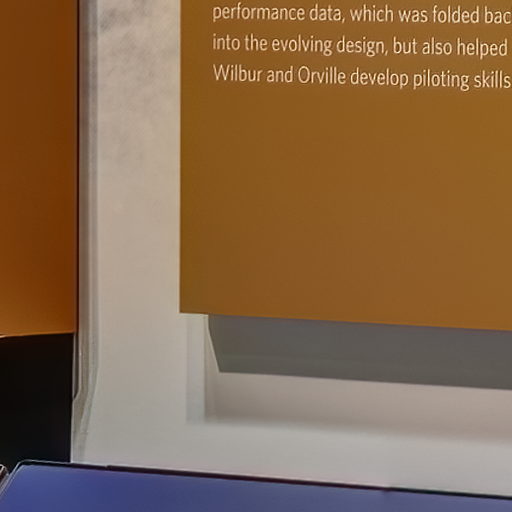 performance data, which was folded bac
into the evolving design, but also helped
Wilbur and Orville develop piloting skills